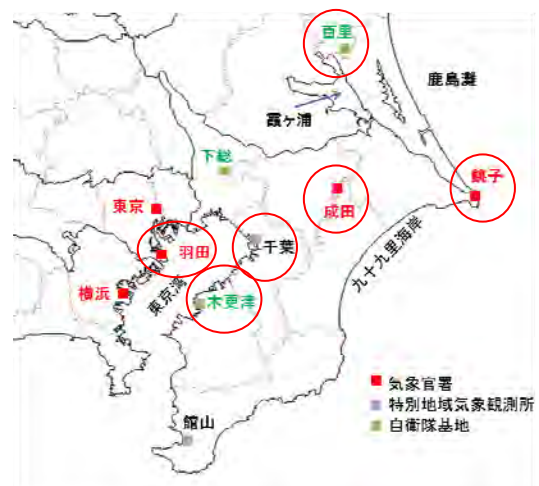 百里
鹿島灘
霞ヶ浦
下総
銚子
東京
成田
羽田
千葉
九十九里海岸
横浜
東京湾
木更津
気象官署
特別地域気象観測所
自衛隊基地
館山